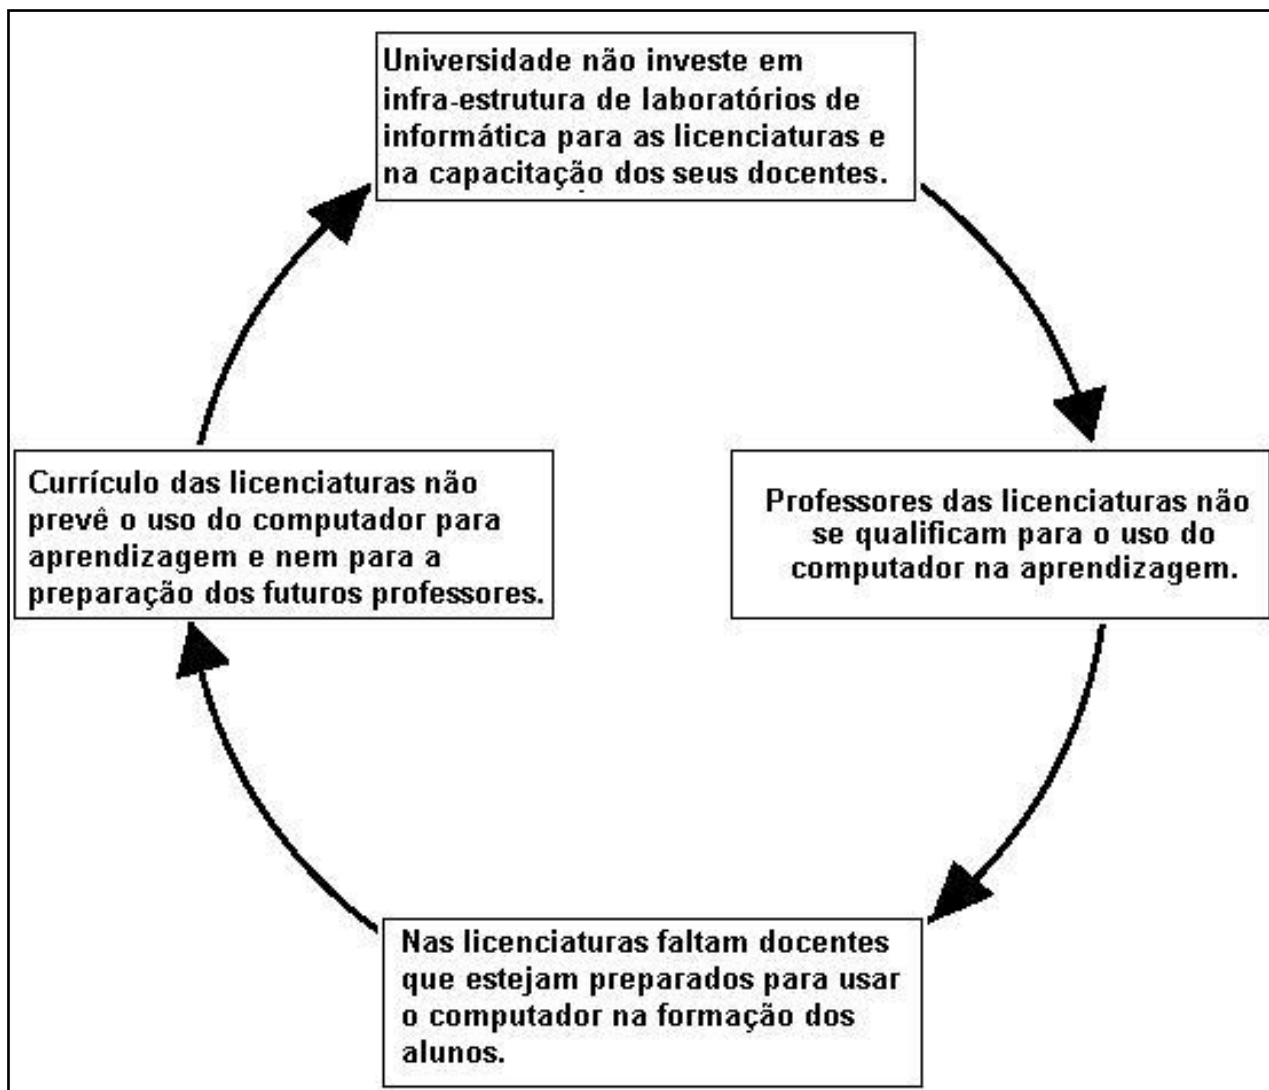 Universidade não investe em
infra-estrutura de laboratórios de
informática para as licenciaturas e
na capacitação dos seus docentes.
Professores das licenciaturas não
se qualificam para o uso do
computador na aprendizagem.
Nas licenciaturas faltam docentes
que estejam preparados para usar
o computador na formação dos
alunos.
Currículo das licenciaturas não
prevê o uso do computador para
aprendizagem e nem para a
preparação dos futuros professores.